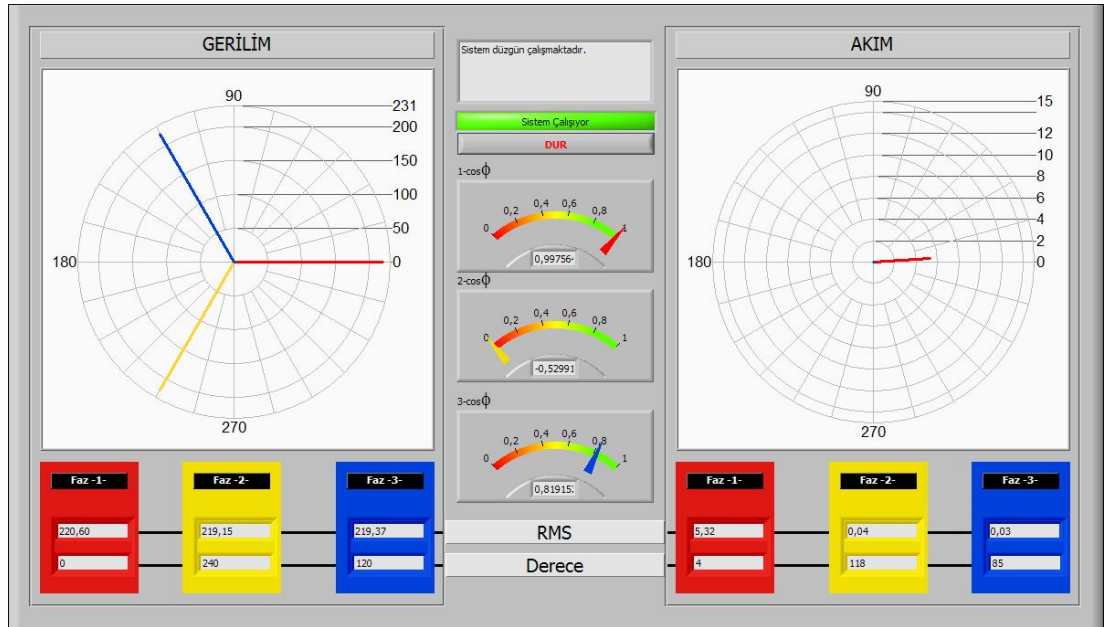 GERİLİM
90
231
200
150
100
50
0
180
270
Faz -1-
Faz -2-
Faz -3-
220,60
219,15
219,37
0
240
120
Sistem düzgün çalışmaktadır.
Sistem Çalışıyor
DUR
1-cosϕ
0 0,2 0,4 0,6 0,8 1
0,99756
2-cosϕ
0 0,2 0,4 0,6 0,8 1
-0,52991
3-cosϕ
0 0,2 0,4 0,6 0,8 1
0,81915
RMS
Derece
AKIM
90
15
12
10
8
6
4
2
0
180
270
Faz -1-
Faz -2-
Faz -3-
5,32
0,04
0,03
4
118
85